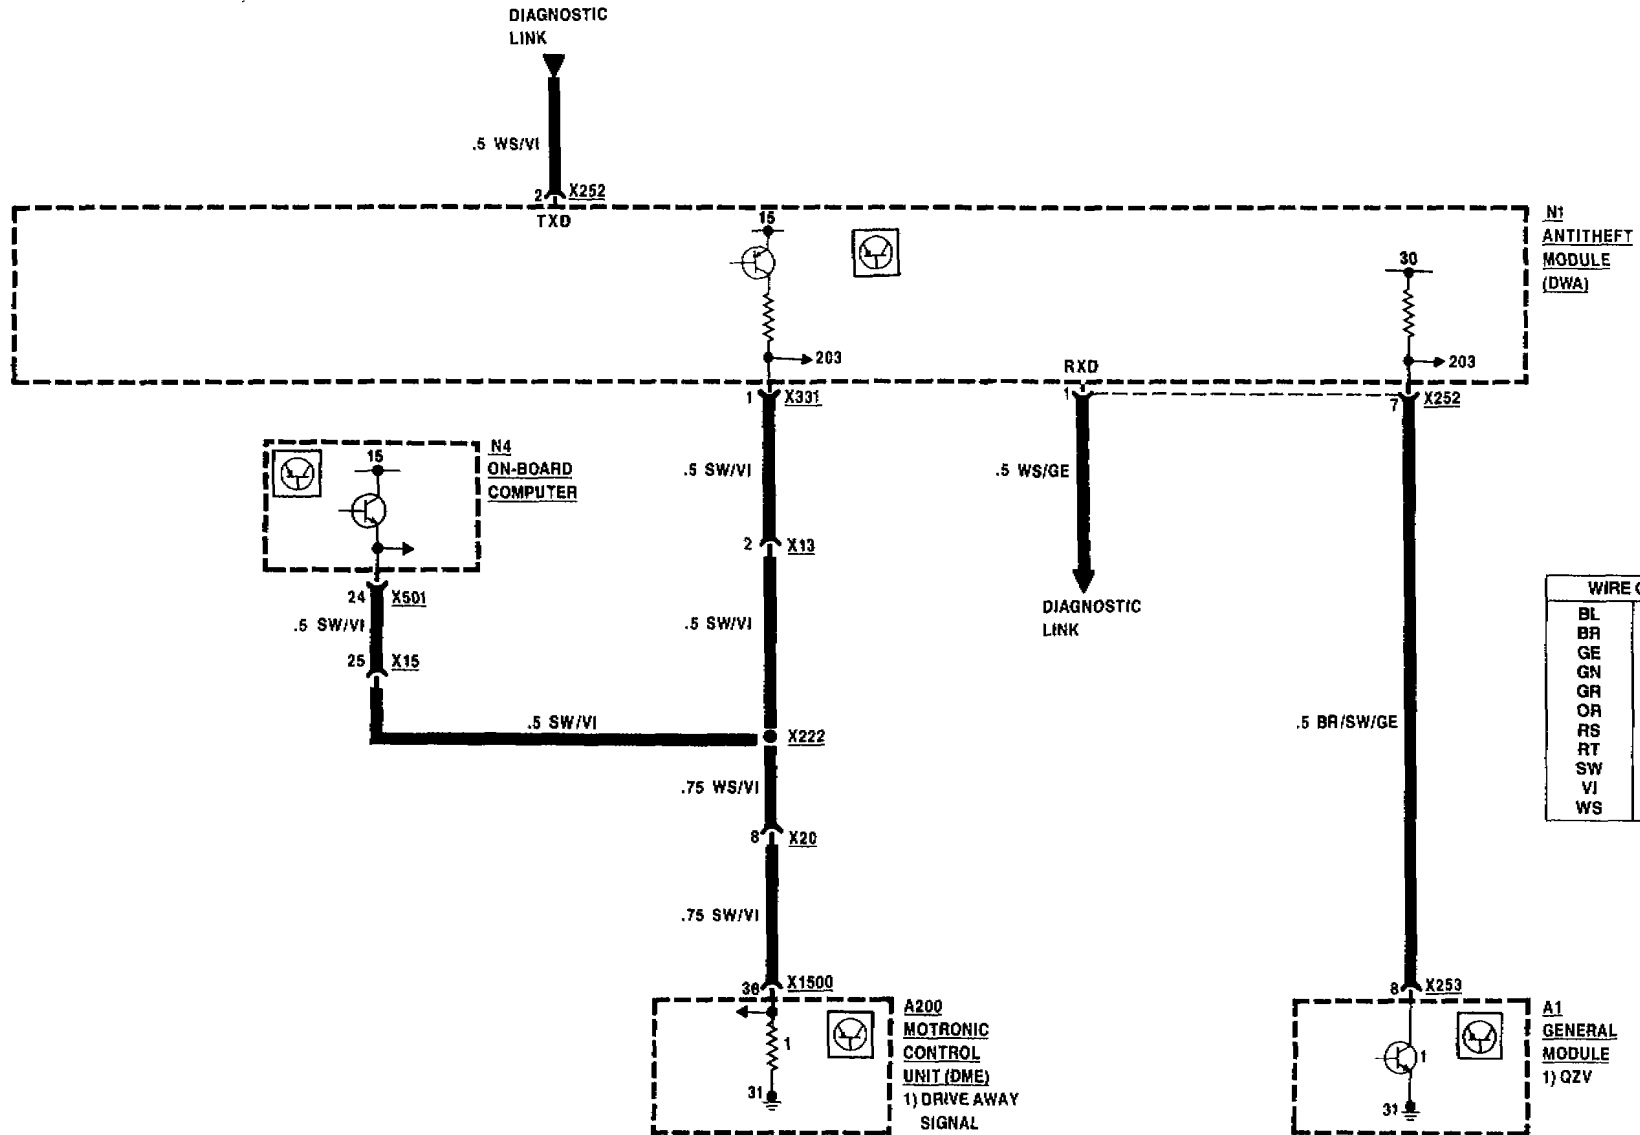 DIAGNOSTIC
LINK
.5 WS/VI
2 X252
TXD
15
N1
ANTITHEFT
MODULE
(DWA)
30
203
203
RXD
1 X331
1
7 X252
N4
ON-BOARD
COMPUTER
15
.5 SW/VI
.5 WS/GE
2 X13
24 X501
.5 SW/VI
.5 SW/VI
25 X15
DIAGNOSTIC
LINK
WIRE
BL
BR
GE
GN
GR
OR
RS
RT
SW
VI
WS
.5 SW/VI
X222
.5 BR/SW/GE
.75 WS/VI
8 X20
.75 SW/VI
36 X1500
8 X253
A200
MOTRONIC
CONTROL
UNIT (DME)
1) DRIVE AWAY
SIGNAL
1
31
A1
GENERAL
MODULE
1) QZV
1
31